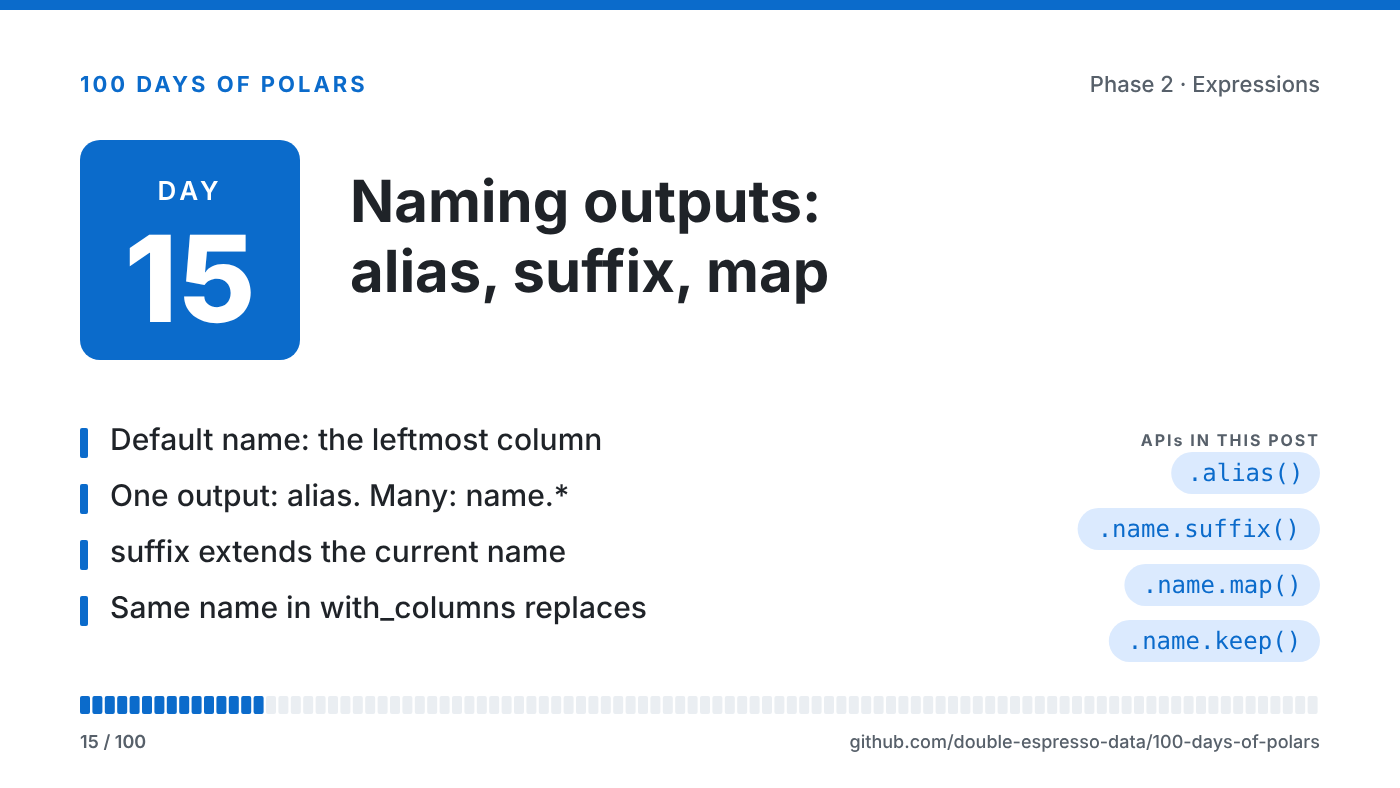 100 DAYS OF POLARS
Phase 2 · Expressions
DAY
15
Naming outputs:
alias, suffix, map
Default name: the leftmost column
One output: alias. Many: name.*
suffix extends the current name
Same name in with_columns replaces
APIs IN THIS POST
.alias()
.name.suffix()
.name.map()
.name.keep()
15 / 100
github.com/double-espresso-data/100-days-of-polars